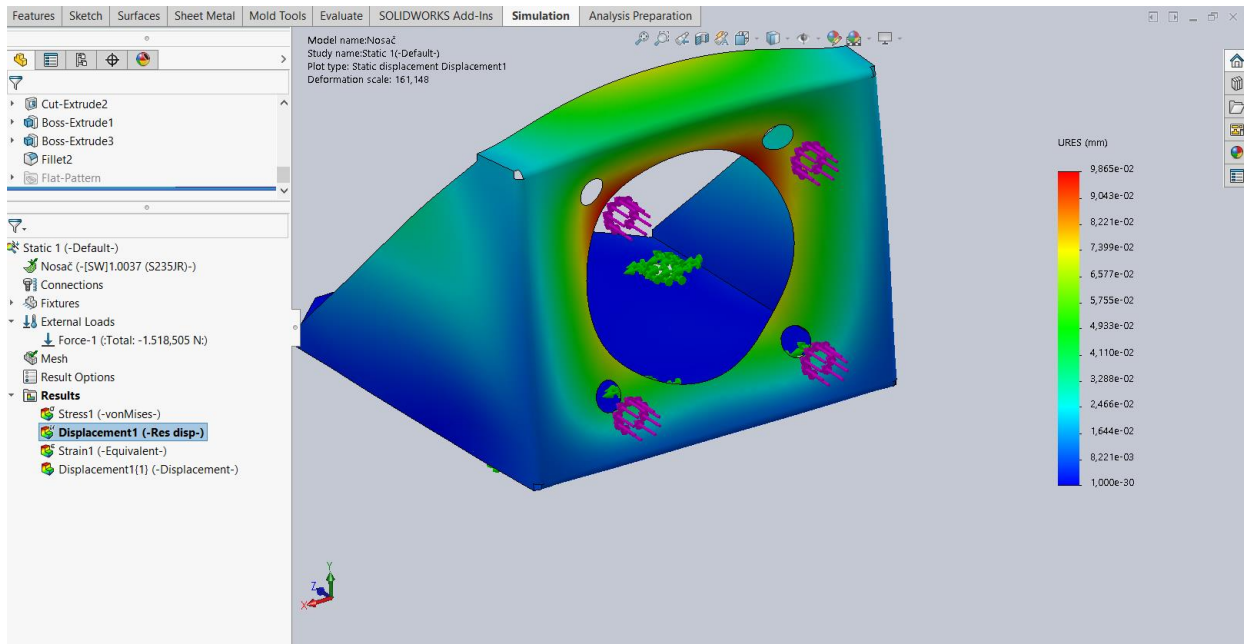 Features Sketch Surfaces Sheet Metal Mold Tools Evaluate SOLIDWORKS Add-Ins Simulation Analysis Preparation
Cut-Extrude2
Boss-Extrude1
Boss-Extrude3
Fillet2
Flat-Pattern
Static 1 (-Default-)
Nosač (-[SW]1.0037 (S235JR)-)
Connections
Fixtures
External Loads
Force-1 (:Total: -1.518,505 N:)
Mesh
Result Options
Results
Stress1 (-vonMises-)
Displacement1 (-Res disp-)
Strain1 (-Equivalent-)
Displacement1{1} (-Displacement-)
Model name:Nosač
Study name:Static 1(-Default-)
Plot type: Static displacement Displacement1
Deformation scale: 161,148
URES (mm)
9,865e-02
9,043e-02
8,221e-02
7,399e-02
6,577e-02
5,755e-02
4,933e-02
4,110e-02
3,288e-02
2,466e-02
1,644e-02
8,221e-03
1,000e-30
Y
Z
X